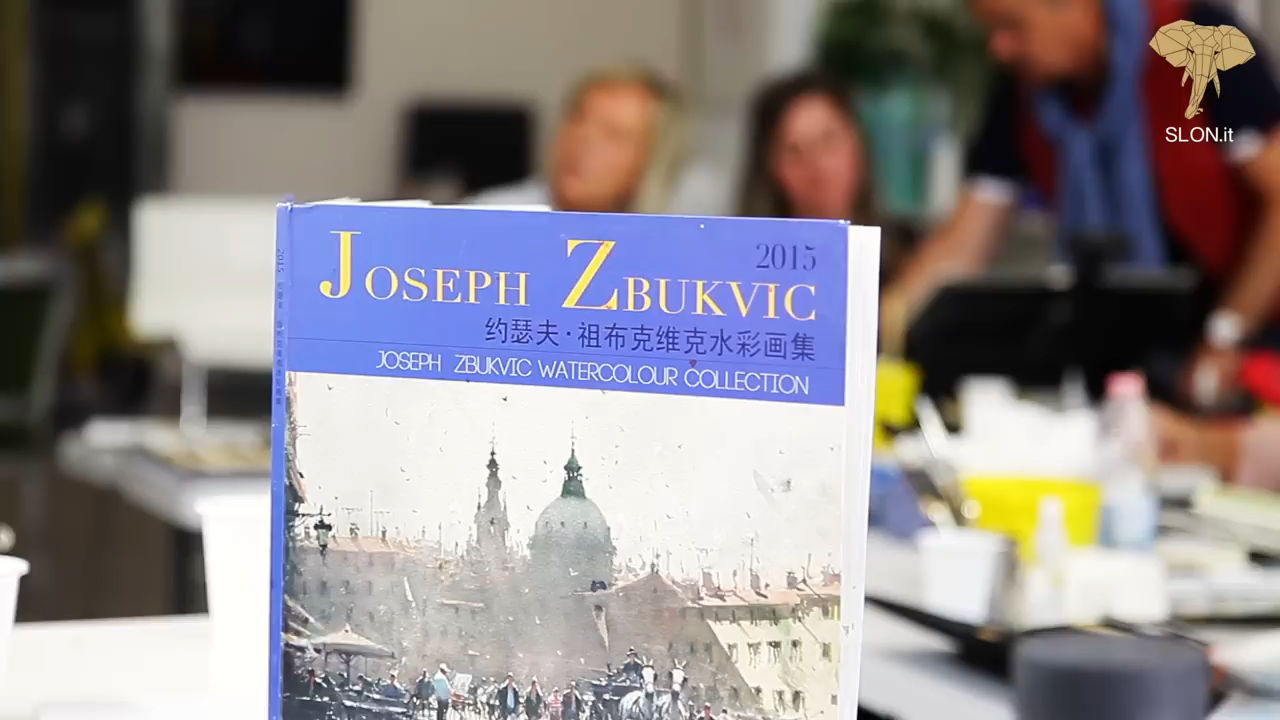 SLON.it
2015
JOSEPH ZBUKVIC
约瑟夫·祖布克维克水彩画集
JOSEPH ZBUKVIC WATERCOLOUR COLLECTION
2015